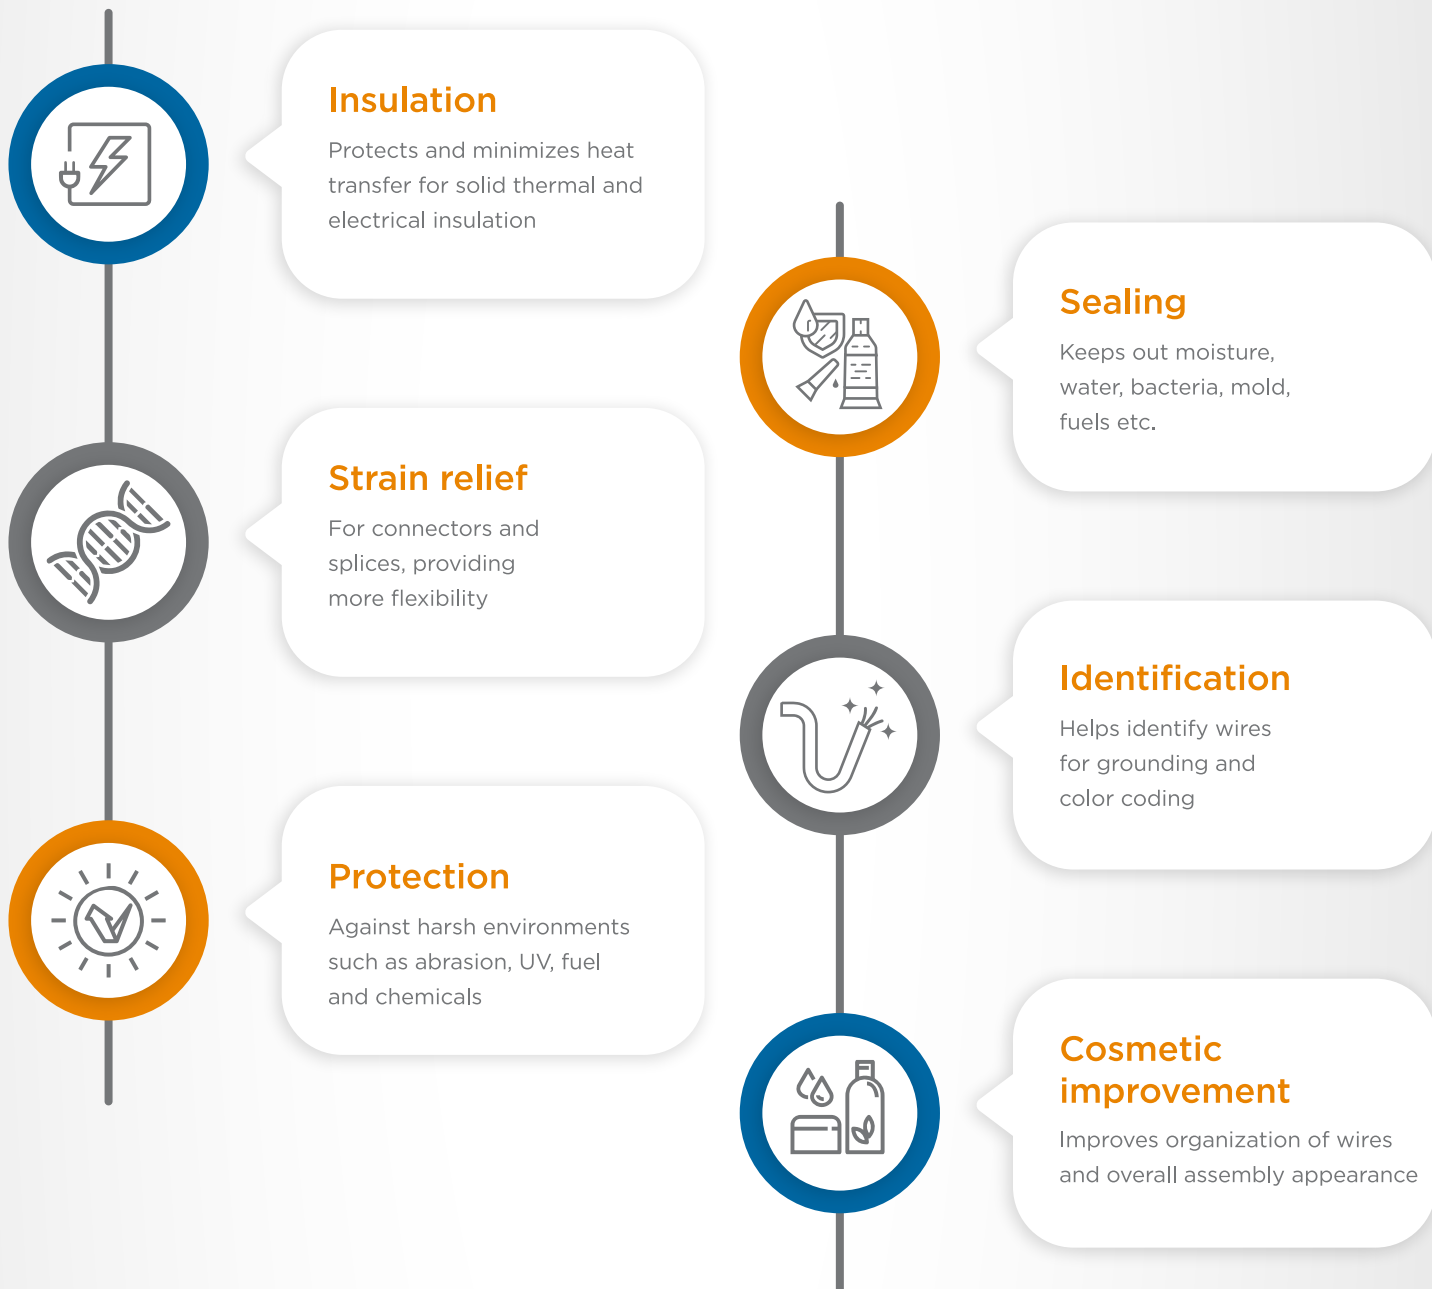 Insulation
Protects and minimizes heat
transfer for solid thermal and
electrical insulation
Strain relief
For connectors and
splices, providing
more flexibility
Protection
Against harsh environments
such as abrasion, UV, fuel
and chemicals
Sealing
Keeps out moisture,
water, bacteria, mold,
fuels etc.
Identification
Helps identify wires
for grounding and
color coding
Cosmetic
improvement
Improves organization of wires
and overall assembly appearance